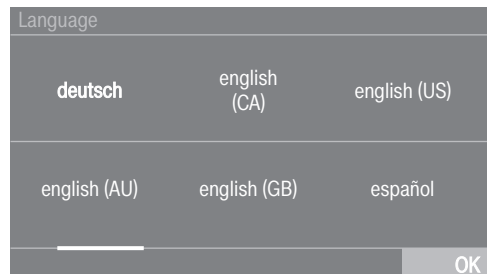 Language
deutsch
english
(CA)
english (US)
english (AU)
english (GB)
español
OK